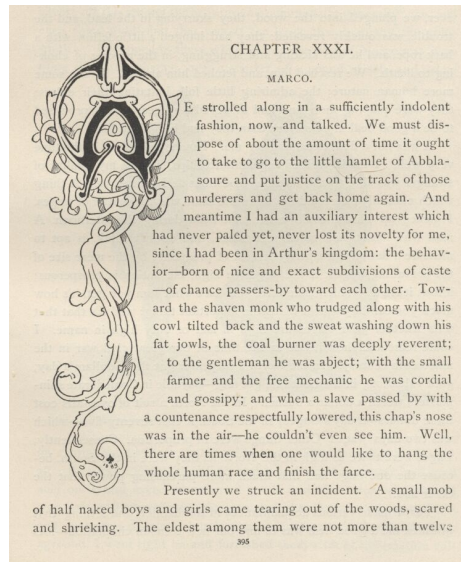 CHAPTER XXXI.
MARCO.
WE strolled along in a sufficiently indolent
fashion, now, and talked. We must dis-
pose of about the amount of time it ought
to take to go to the little hamlet of Abbla-
soure and put justice on the track of those
murderers and get back home again. And
meantime I had an auxiliary interest which
had never paled yet, never lost its novelty for me,
since I had been in Arthur's kingdom: the behav-
ior—born of nice and exact subdivisions of caste
—of chance passers-by toward each other. Tow-
ard the shaven monk who trudged along with his
cowl tilted back and the sweat washing down his
fat jowls, the coal burner was deeply reverent;
to the gentleman he was abject; with the small
farmer and the free mechanic he was cordial
and gossipy; and when a slave passed by with
a countenance respectfully lowered, this chap's nose
was in the air—he couldn't even see him. Well,
there are times when one would like to hang the
whole human race and finish the farce.
Presently we struck an incident. A small mob
of half naked boys and girls came tearing out of the woods, scared
and shrieking. The eldest among them were not more than twelve
395